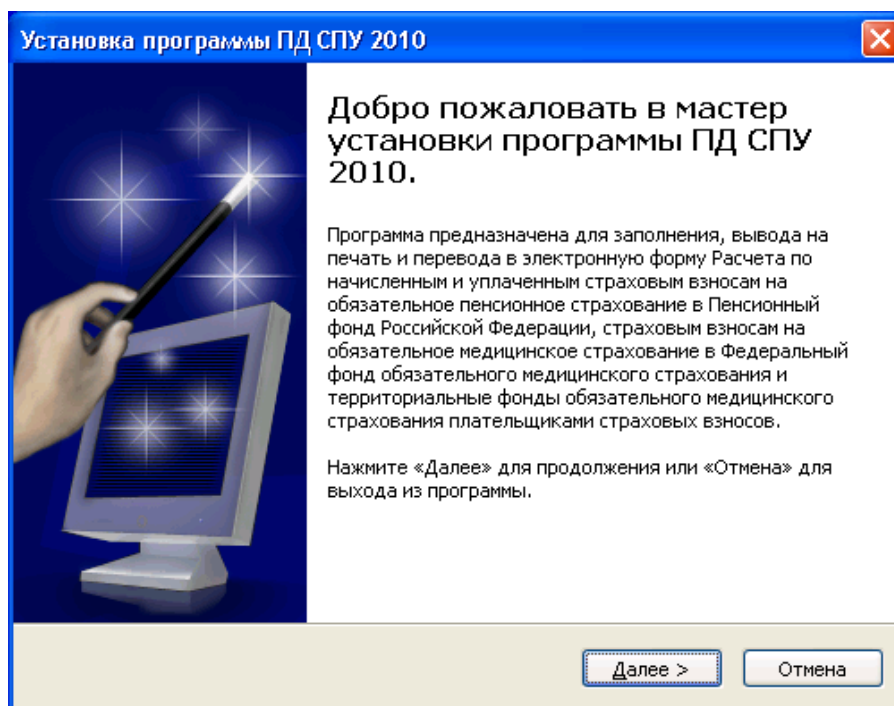 Установка программы ПД СПУ 2010
Добро пожаловать в мастер
установки программы ПД СПУ
2010.
Программа предназначена для заполнения, вывода на
печать и перевода в электронную форму Расчета по
начисленным и уплаченным страховым взносам на
обязательное пенсионное страхование в Пенсионный
фонд Российской Федерации, страховым взносам на
обязательное медицинское страхование в Федеральный
фонд обязательного медицинского страхования и
территориальные фонды обязательного медицинского
страхования плательщиками страховых взносов.
Нажмите «Далее» для продолжения или «Отмена» для
выхода из программы.
Далее >
Отмена